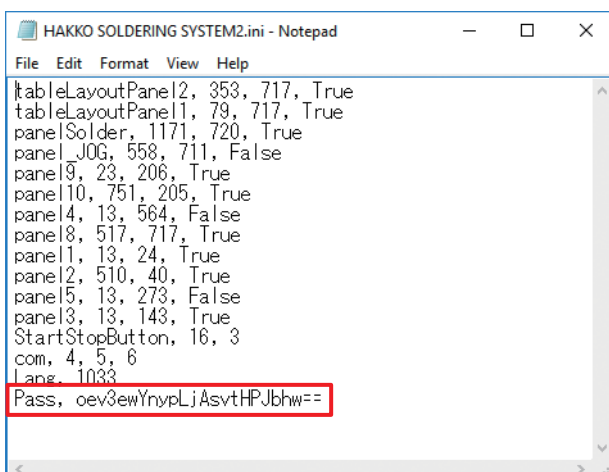 HAKKO SOLDERING SYSTEM2.ini - Notepad
File Edit Format View Help
tableLayoutPanel2, 353, 717, True
tableLayoutPanel1, 79, 717, True
panelSolder, 1171, 720, True
panel_JOG, 558, 711, False
panel9, 23, 206, True
panel10, 751, 205, True
panel4, 13, 564, False
panel8, 517, 717, True
panel1, 13, 24, True
panel2, 510, 40, True
panel5, 13, 273, False
panel3, 13, 143, True
StartStopButton, 16, 3
com, 4, 5, 6
Lang, 1033
Pass, oev3ewYnypLjAsvtHPJbhw==